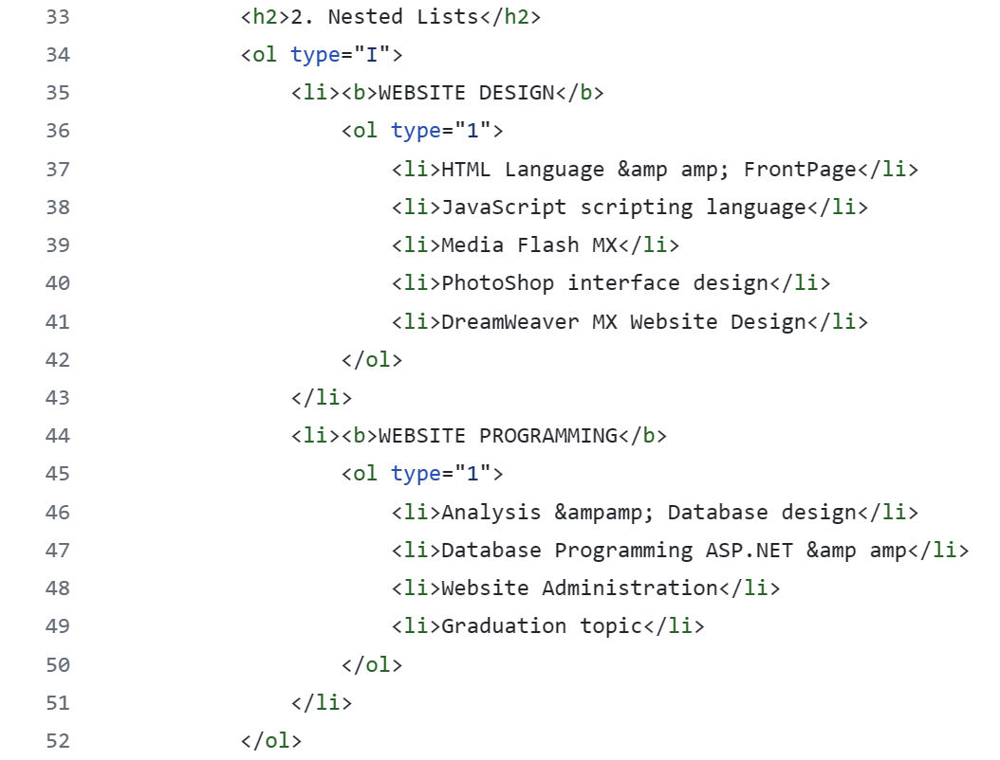 33 <h2>2. Nested Lists</h2>
34 <ol type="I">
35 <li><b>WEBSITE DESIGN</b>
36 <ol type="1">
37 <li>HTML Language &amp amp; FrontPage</li>
38 <li>JavaScript scripting language</li>
39 <li>Media Flash MX</li>
40 <li>PhotoShop interface design</li>
41 <li>DreamWeaver MX Website Design</li>
42 </ol>
43 </li>
44 <li><b>WEBSITE PROGRAMMING</b>
45 <ol type="1">
46 <li>Analysis &ampamp; Database design</li>
47 <li>Database Programming ASP.NET &amp amp</li>
48 <li>Website Administration</li>
49 <li>Graduation topic</li>
50 </ol>
51 </li>
52 </ol>